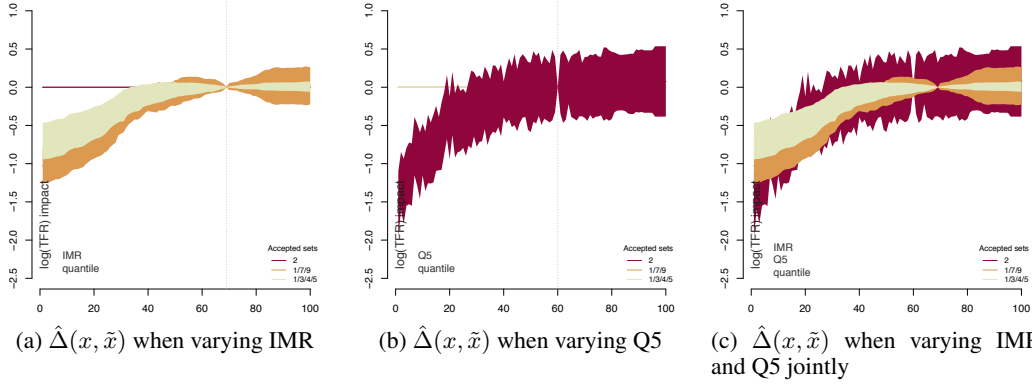 1.0
0.5
0.0
−0.5
−1.0
−1.5
−2.0
−2.5
log(TFR) impact
IMR
quantile
Accepted sets
2
1/7/9
1/3/4/5
0 20 40 60 80 100
(a) Δ̂(x, x̃) when varying IMR
1.0
0.5
0.0
−0.5
−1.0
−1.5
−2.0
−2.5
log(TFR) impact
Q5
quantile
Accepted sets
2
1/7/9
1/3/4/5
0 20 40 60 80 100
(b) Δ̂(x, x̃) when varying Q5
1.0
0.5
0.0
−0.5
−1.0
−1.5
−2.0
−2.5
log(TFR) impact
IMR
Q5
quantile
Accepted sets
2
1/7/9
1/3/4/5
0 20 40 60 80 100
(c) Δ̂(x, x̃) when varying IMR
and Q5 jointly